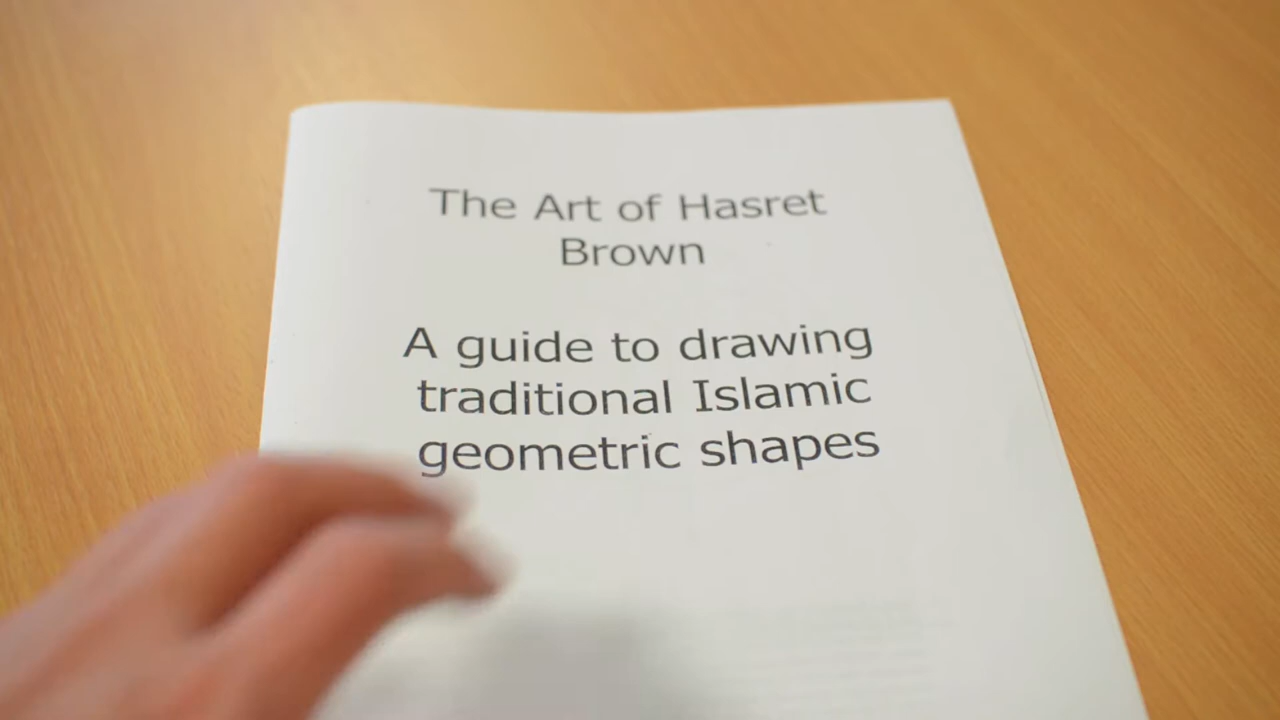 The Art of Hasret
Brown
A guide to drawing
traditional Islamic
geometric shapes